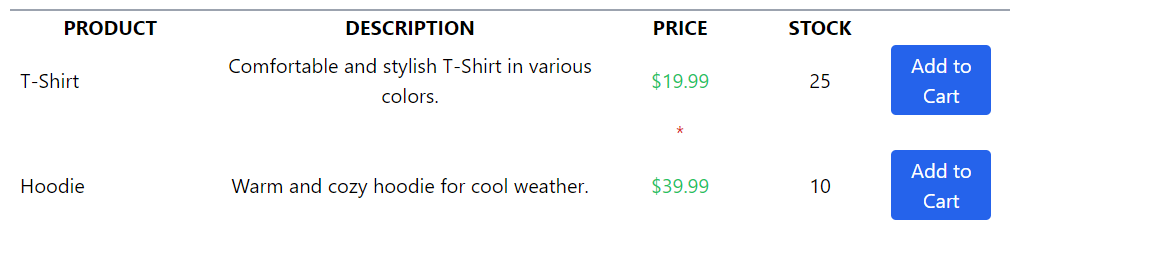 PRODUCT DESCRIPTION PRICE STOCK
T-Shirt Comfortable and stylish T-Shirt in various colors. $19.99 25 Add to Cart
*
Hoodie Warm and cozy hoodie for cool weather. $39.99 10 Add to Cart